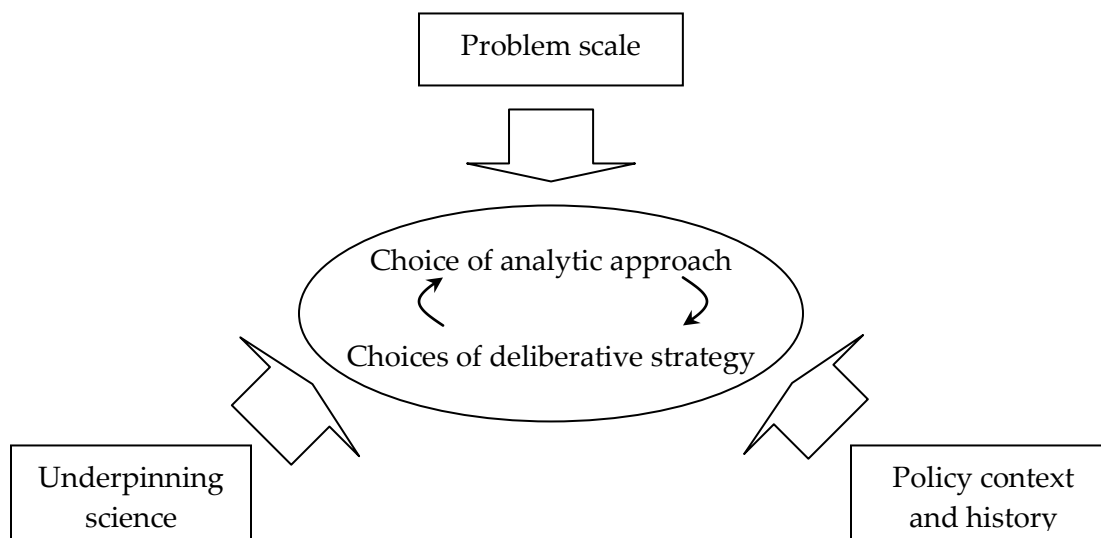 Problem scale
Choice of analytic approach
Choices of deliberative strategy
Underpinning
science
Policy context
and history